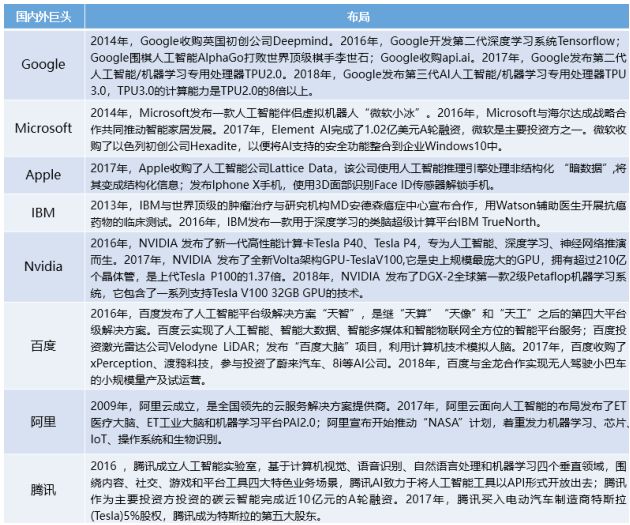 国内外巨头 布局
Google
2014年，Google收购英国初创公司Deepmind。2016年，Google开发第二代深度学习系统Tensorflow；
Google围棋人工智能AlphaGo打败世界顶级棋手李世石；Google收购api.ai。2017年，Google发布第二代
人工智能/机器学习专用处理器TPU2.0。2018年，Google发布第三代AI人工智能/机器学习专用处理器TPU
3.0，TPU3.0的计算能力是TPU2.0的8倍以上。
Microsoft
2014年，Microsoft发布一款人工智能伴侣虚拟机器人“微软小冰”。2016年，Microsoft与海尔达成战略合
作共同推动智能家居发展。2017年，Element AI完成了1.02亿美元A轮融资，微软是主要投资方之一。微软收
购了以色列初创公司Hexadite，以便将AI支持的安全功能整合到企业Windows10中。
Apple
2017年，Apple收购了人工智能公司Lattice Data，该公司使用人工智能推理引擎处理非结构化 “暗数据”,将
其变成结构化信息；发布Iphone X手机，使用3D面部识别Face ID传感器解锁手机。
IBM
2013年，IBM与世界顶级的肿瘤治疗与研究机构MD安德森癌症中心宣布合作，用Watson辅助医生开展抗癌
药物的临床测试。2016年，IBM发布一款用于深度学习的类脑超级计算平台IBM TrueNorth。
Nvidia
2016年，NVIDIA 发布了新一代高性能计算卡Tesla P40、Tesla P4，专为人工智能、深度学习、神经网络推演
而生。2017年，NVIDIA 发布了全新Volta架构GPU-TeslaV100,它是史上规模最庞大的GPU，拥有超过210亿
个晶体管，是上代Tesla P100的1.37倍。2018年，NVIDIA 发布了DGX-2全球第一款2级Petaflop机器学习系
统，它包含了一系列支持Tesla V100 32GB GPU的技术。
百度
2016年，百度发布了人工智能平台级解决方案“天智”，是继“天算” “天像”和“天工”之后的第四大平台
级解决方案。百度云实现了人工智能、智能大数据、智能多媒体和智能物联网全方位的智能平台服务；百度投
资激光雷达公司Velodyne LiDAR；发布“百度大脑”项目，利用计算机技术模拟人脑。2017年，百度收购了
xPerception、渡鸦科技，参与投资了蔚来汽车、8i等AI公司。2018年，百度与金龙合作实现无人驾驶小巴车
的小规模量产及试运营。
阿里
2009年，阿里云成立，是全国领先的云服务解决方案提供商。2017年，阿里云面向人工智能的布局发布了ET
医疗大脑、ET工业大脑和机器学习平台PAI2.0；阿里宣布开始推动“NASA”计划，着重发力机器学习、芯片、
IoT、操作系统和生物识别。
腾讯
2016 ，腾讯成立人工智能实验室，基于计算机视觉、语音识别、自然语言处理和机器学习四个垂直领域，围
绕内容、社交、游戏和平台工具四大特色业务场景，腾讯AI致力于将人工智能工具以API形式开放出去；腾讯
作为主要投资方投资的碳云智能完成近10亿元的A轮融资。2017年，腾讯买入电动汽车制造商特斯拉
(Tesla)5%股权，腾讯成为特斯拉的第五大股东。